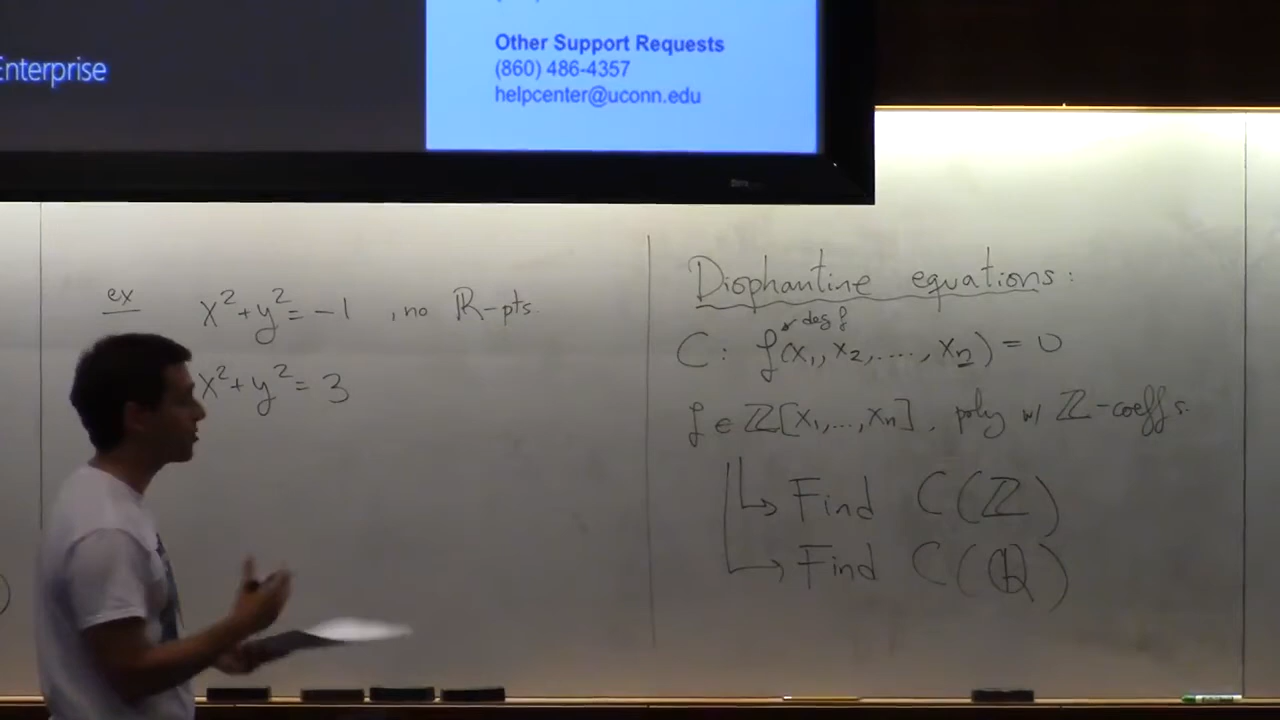 Enterprise
Other Support Requests
(860) 486-4357
helpcenter@uconn.edu
ex x²+y²=-1, no ℝ-pts.
x²+y²=3
Diophantine equations:
deg f
C: f(x₁, x₂, ...., xₙ) = 0
f ∈ ℤ[x₁,...,xₙ], poly w/ ℤ-coeffs.
↳ Find C(ℤ)
↳ Find C(ℚ)